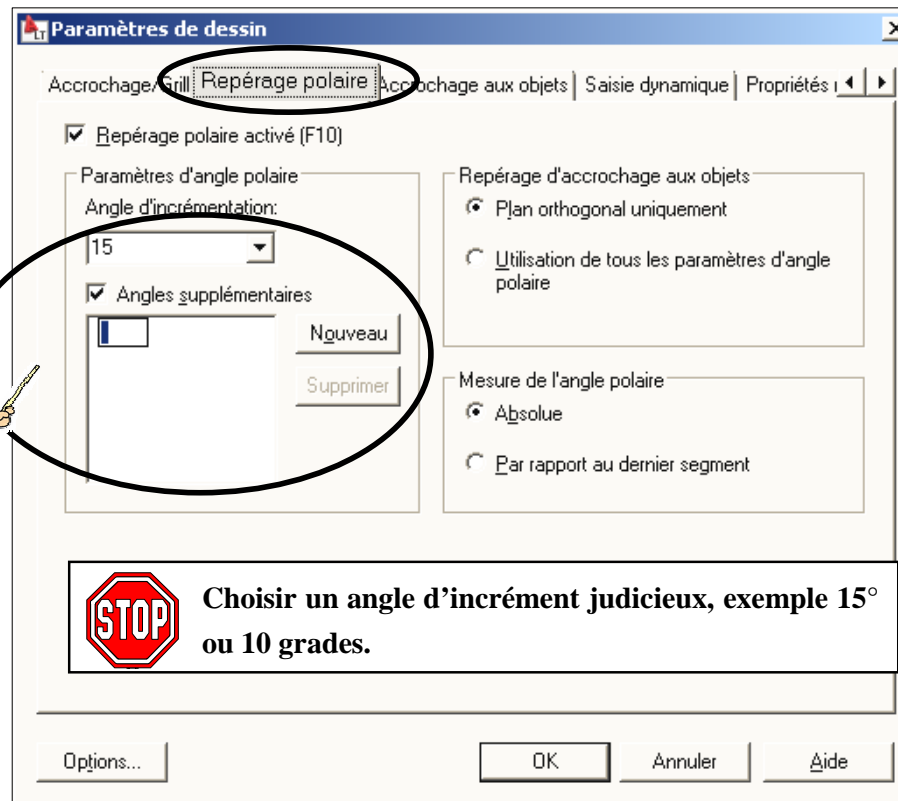 LT Paramètres de dessin
Accrochage/Grill Repérage polaire Accrochage aux objets Saisie dynamique Propriétés
Repérage polaire activé (F10)
Paramètres d'angle polaire
Angle d'incrémentation:
15
Angles supplémentaires
Nouveau
Supprimer
Repérage d'accrochage aux objets
Plan orthogonal uniquement
Utilisation de tous les paramètres d'angle
polaire
Mesure de l'angle polaire
Absolue
Par rapport au dernier segment
STOP
Choisir un angle d’incrément judicieux, exemple 15°
ou 10 grades.
Options... OK Annuler Aide